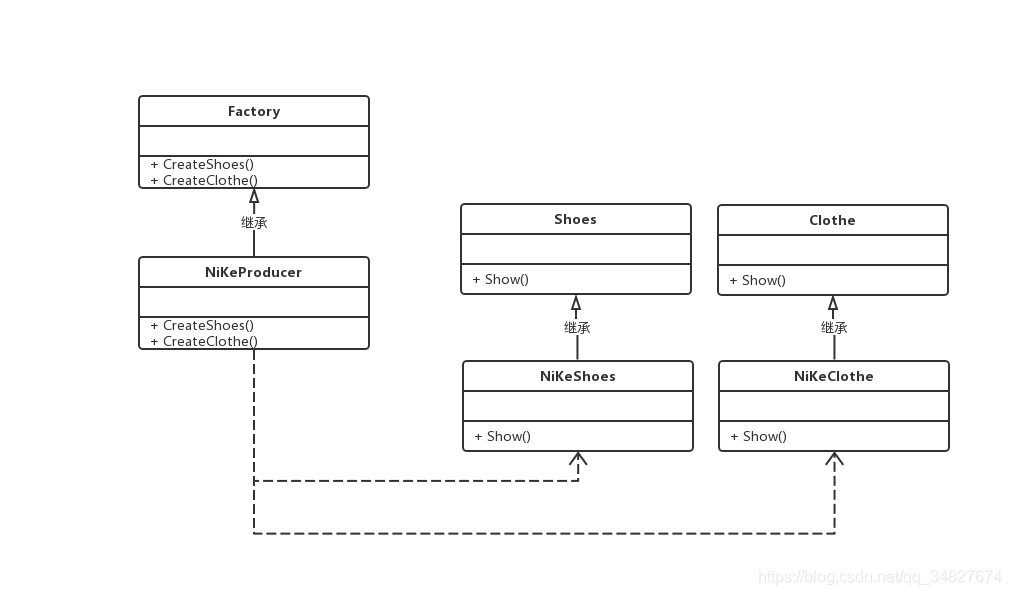 Factory
+ CreateShoes()
+ CreateClothe()
继承
NiKeProducer
+ CreateShoes()
+ CreateClothe()
Shoes
+ Show()
继承
NiKeShoes
+ Show()
Clothe
+ Show()
继承
NiKeClothe
+ Show()
https://blog.csdn.net/qq_34827674